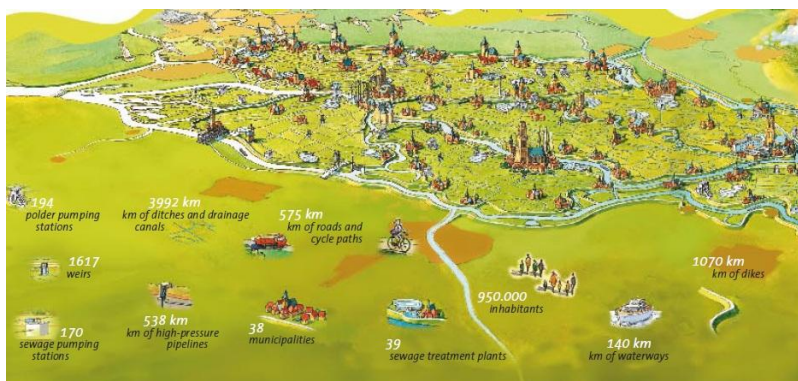 194
polder pumping
stations
3992 km
km of ditches and drainage
canals
575 km
km of roads and
cycle paths
1617
weirs
1070 km
km of dikes
950.000
inhabitants
170
sewage pumping
stations
538 km
km of high-pressure
pipelines
38
municipalities
39
sewage treatment plants
140 km
km of waterways